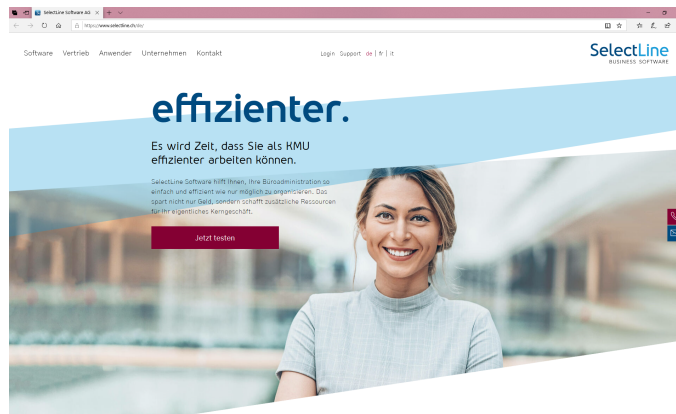 SelectLine Software AG
https://www.selectline.ch/de/
Software Vertrieb Anwender Unternehmen Kontakt
Login Support de | fr | it
SelectLine
BUSINESS SOFTWARE
effizienter.
Es wird Zeit, dass Sie als KMU
effizienter arbeiten können.
SelectLine Software hilft Ihnen, Ihre Büroadministration so
einfach und effizient wie nur möglich zu organisieren. Das
spart nicht nur Geld, sondern schafft zusätzliche Ressourcen
für Ihr eigentliches Kerngeschäft.
Jetzt testen